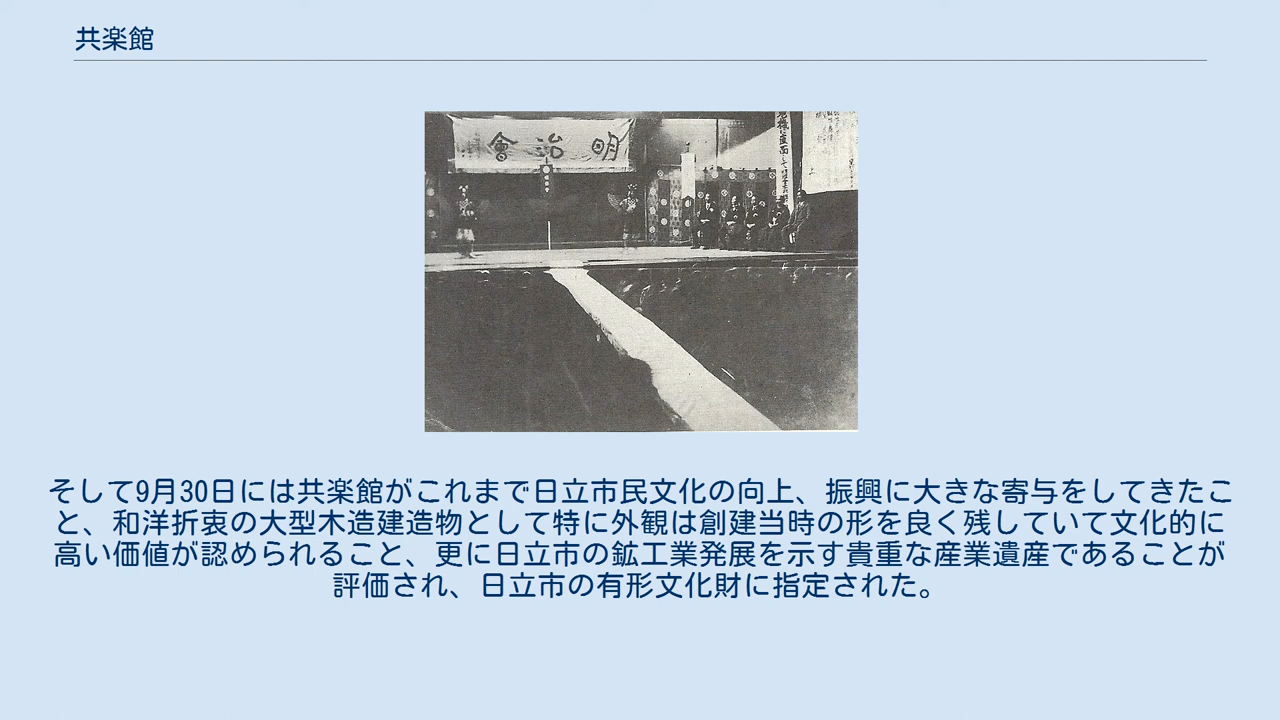 共楽館
明治會
そして9月30日には共楽館がこれまで日立市民文化の向上、振興に大きな寄与をしてきたこ
と、和洋折衷の大型木造建造物として特に外観は創建当時の形を良く残していて文化的に
高い価値が認められること、更に日立市の鉱工業発展を示す貴重な産業遺産であることが
評価され、日立市の有形文化財に指定された。